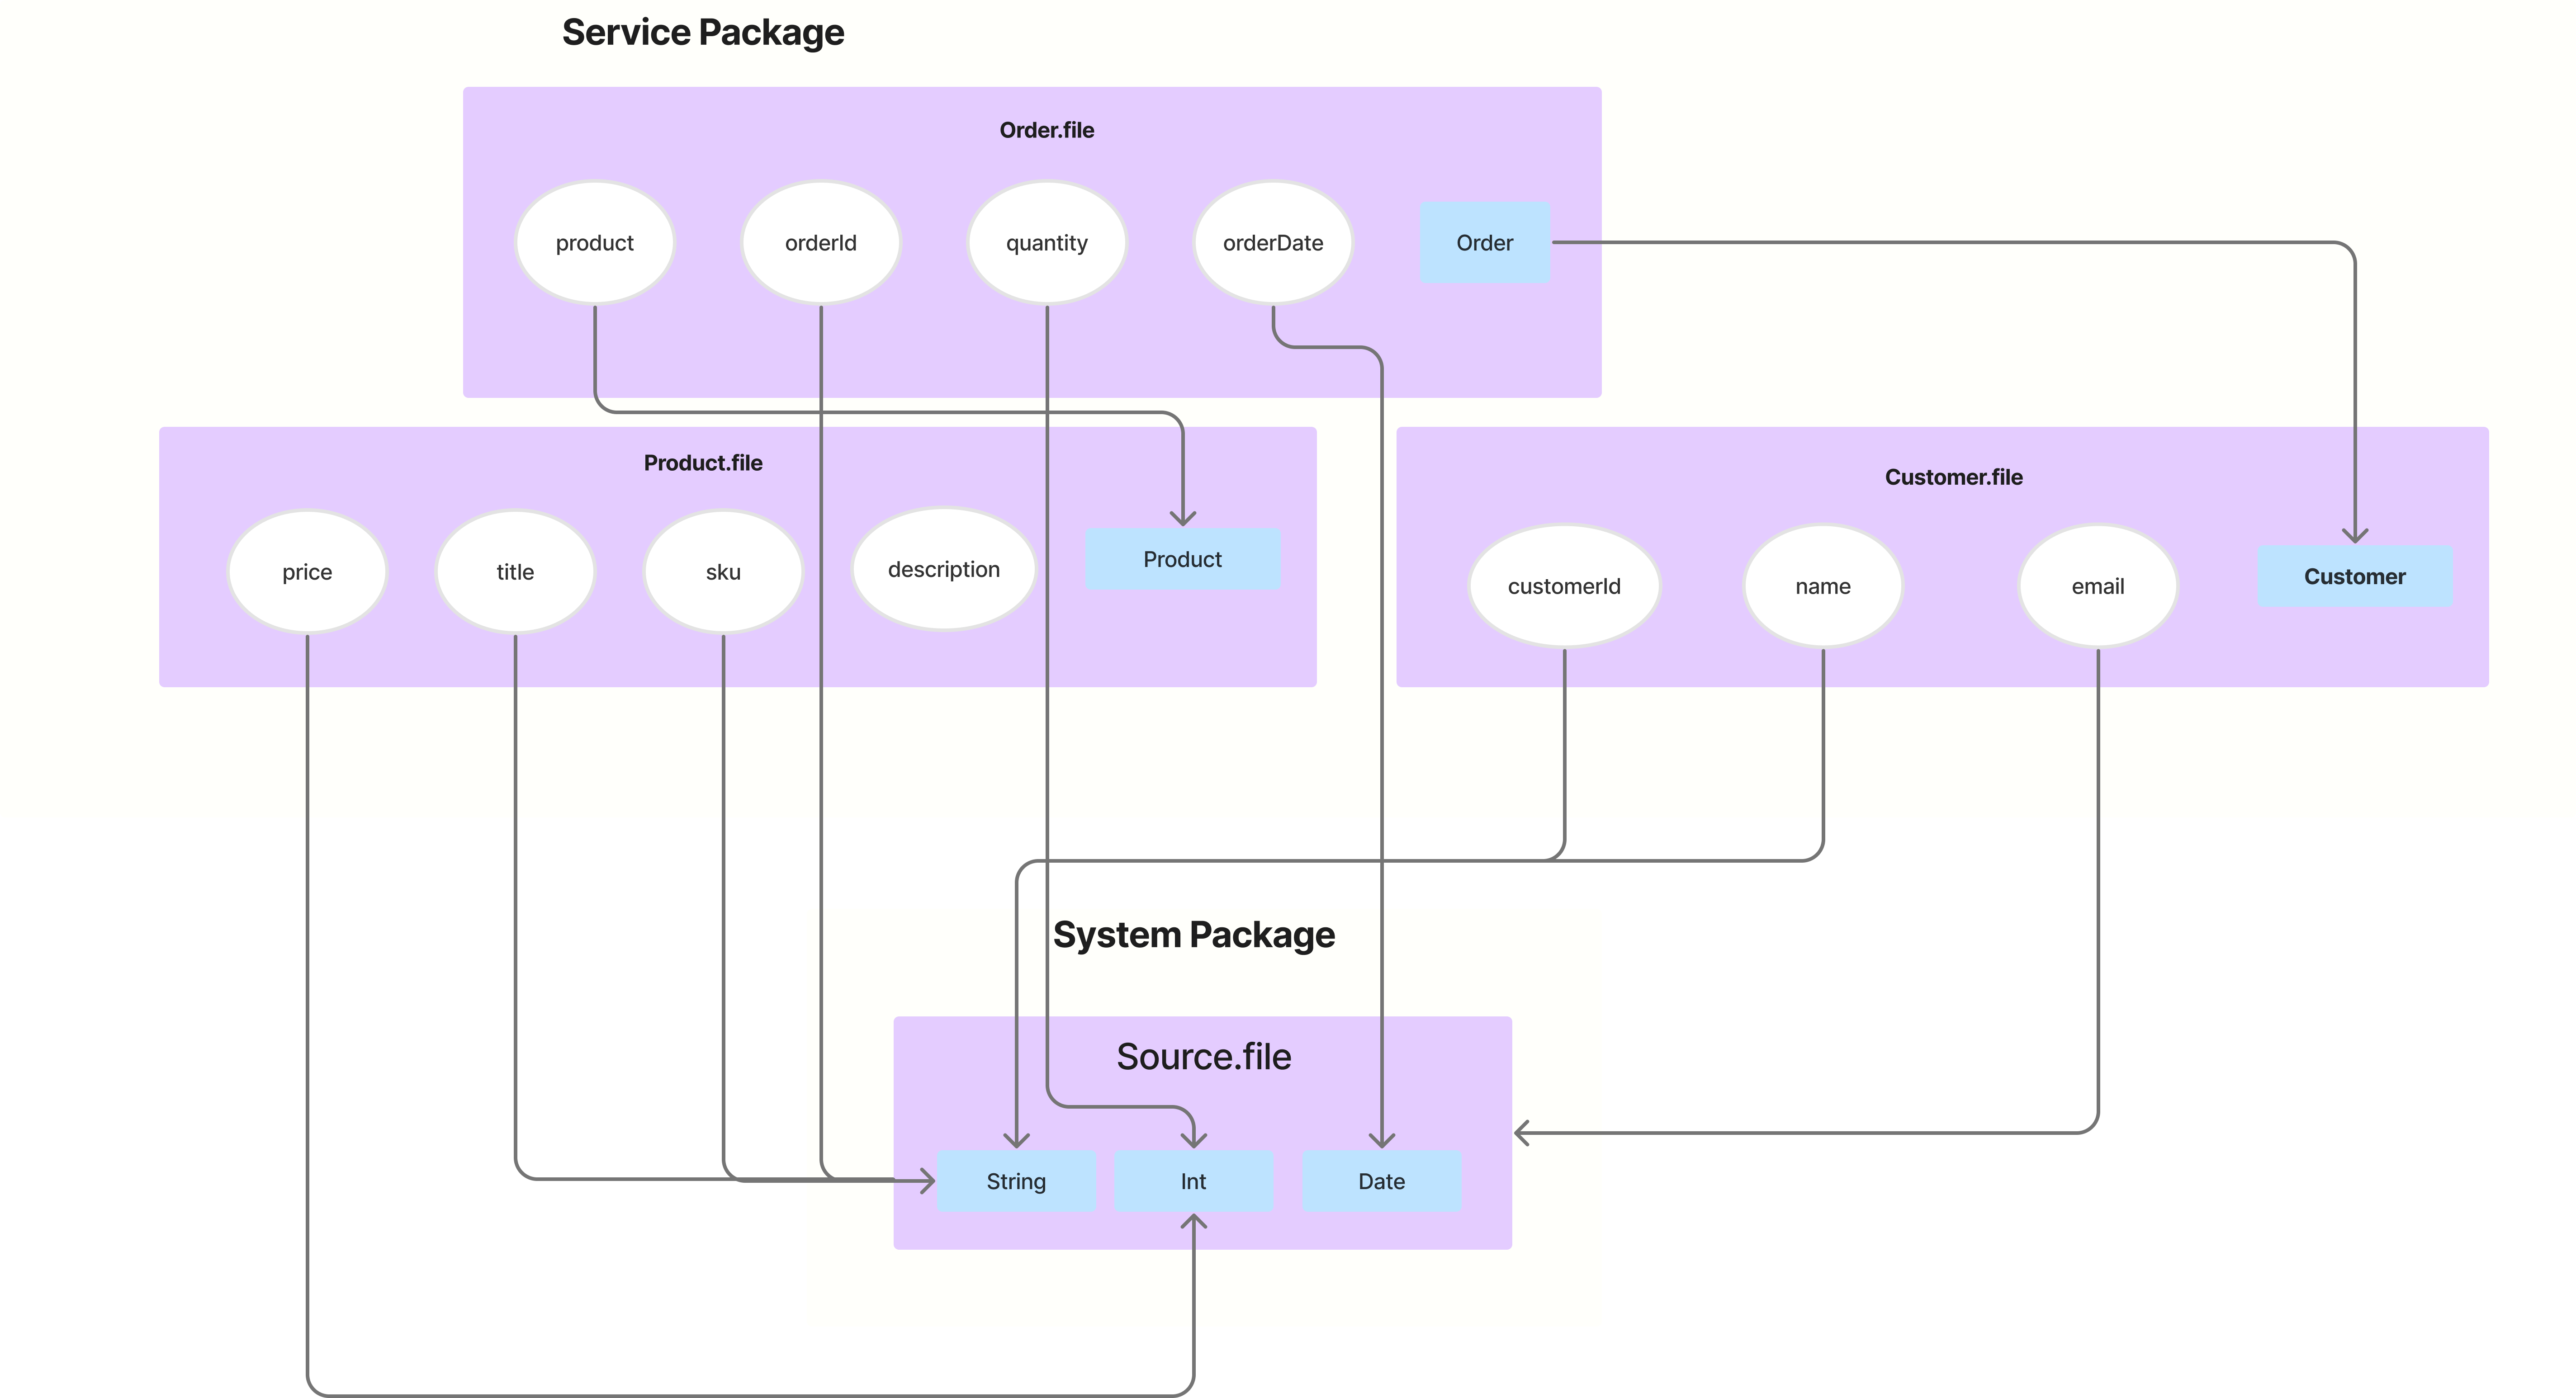 Service Package
Order.file
product
orderId
quantity
orderDate
Order
Product.file
price
title
sku
description
Product
Customer.file
customerId
name
email
Customer
System Package
Source.file
String
Int
Date